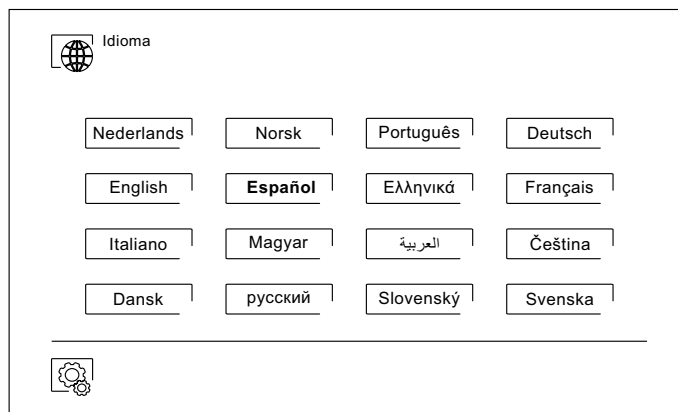 Idioma
Nederlands Norsk Português Deutsch
English Español Ελληνικά Français
Italiano Magyar العربية Čeština
Dansk русский Slovenský Svenska